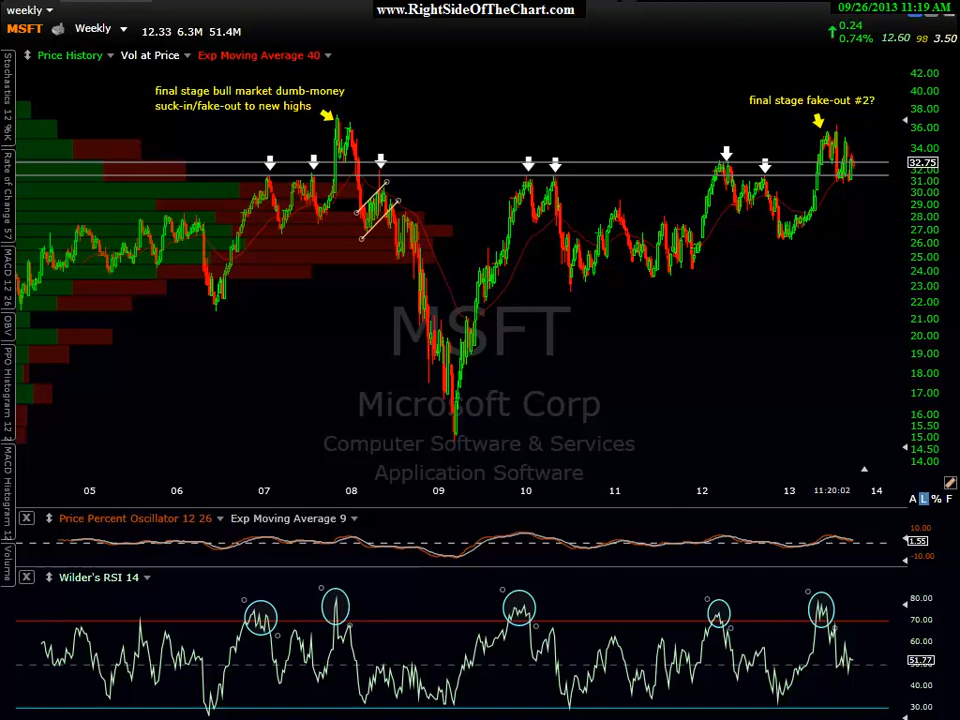 weekly
www.RightSideOfTheChart.com
09/26/2013 11:19 AM
MSFT Weekly 12.33 6.3M 51.4M
0.24
0.74% 12.60 98 3.50
Price History Vol at Price Exp Moving Average 40
final stage bull market dumb-money
suck-in/fake-out to new highs
final stage fake-out #2?
42.00
40.00
38.00
36.00
34.00
32.75
32.00
31.00
30.00
29.00
28.00
27.00
26.00
25.00
24.00
23.00
22.00
21.00
20.00
19.00
18.00
17.00
16.00
15.50
15.00
14.50
14.00
Stochastics 12 %K
Rate of Change 57
MACD 12 26
OBV
PPO Histogram 12 2
MACD Histogram 12
Volume
MSFT
Microsoft Corp
Computer Software & Services
Application Software
05 06 07 08 09 10 11 12 13 11:20:02 14
A L % F
X Price Percent Oscillator 12 26 Exp Moving Average 9
10.00
1.55
-10.00
X Wilder's RSI 14
80.00
70.00
60.00
51.77
40.00
30.00